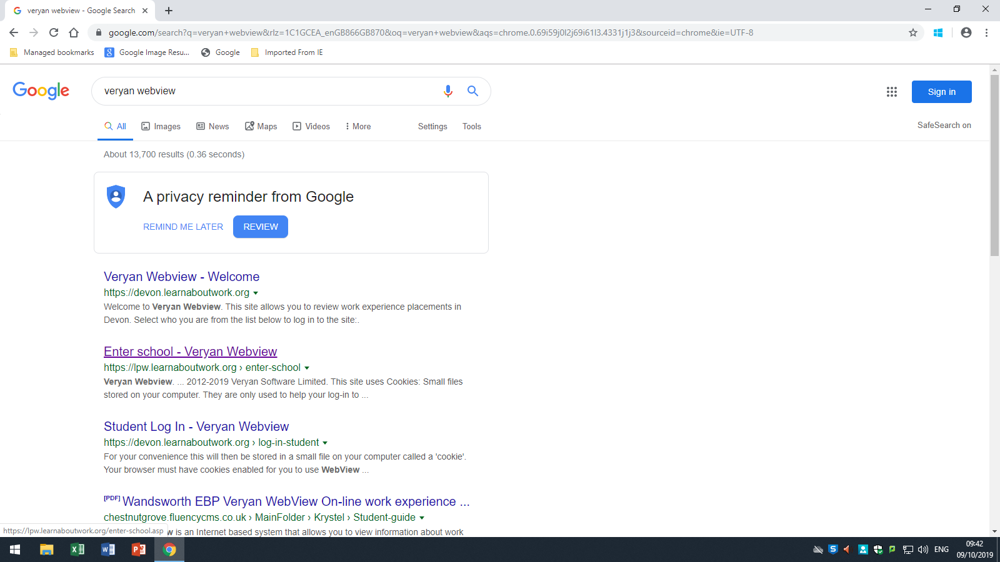 veryan webview - Google Search
google.com/search?q=veryan+webview&rlz=1C1GCEA_enGB866GB870&oq=veryan+webview&aqs=chrome.0.69i59j0l2j69i61l3.4331j1j3&sourceid=chrome&ie=UTF-8
Managed bookmarks Google Image Resu... Google Imported From IE
Google veryan webview Sign in
All Images News Maps Videos More Settings Tools SafeSearch on
About 13,700 results (0.36 seconds)
A privacy reminder from Google
REMIND ME LATER REVIEW
Veryan Webview - Welcome
https://devon.learnaboutwork.org
Welcome to Veryan Webview. This site allows you to review work experience placements in
Devon. Select who you are from the list below to log in to the site:.
Enter school - Veryan Webview
https://lpw.learnaboutwork.org › enter-school
Veryan Webview. ... 2012-2019 Veryan Software Limited. This site uses Cookies: Small files
stored on your computer. They are only used to help your log-in to ...
Student Log In - Veryan Webview
https://devon.learnaboutwork.org › log-in-student
For your convenience this will then be stored in a small file on your computer called a 'cookie'.
Your browser must have cookies enabled for you to use WebView ...
[PDF] Wandsworth EBP Veryan WebView On-line work experience ...
chestnutgrove.fluencycms.co.uk › MainFolder › Krystel › Student-guide
https://lpw.learnaboutwork.org/enter-school.asp w is an Internet based system that allows you to view information about work
ENG 09:42
09/10/2019